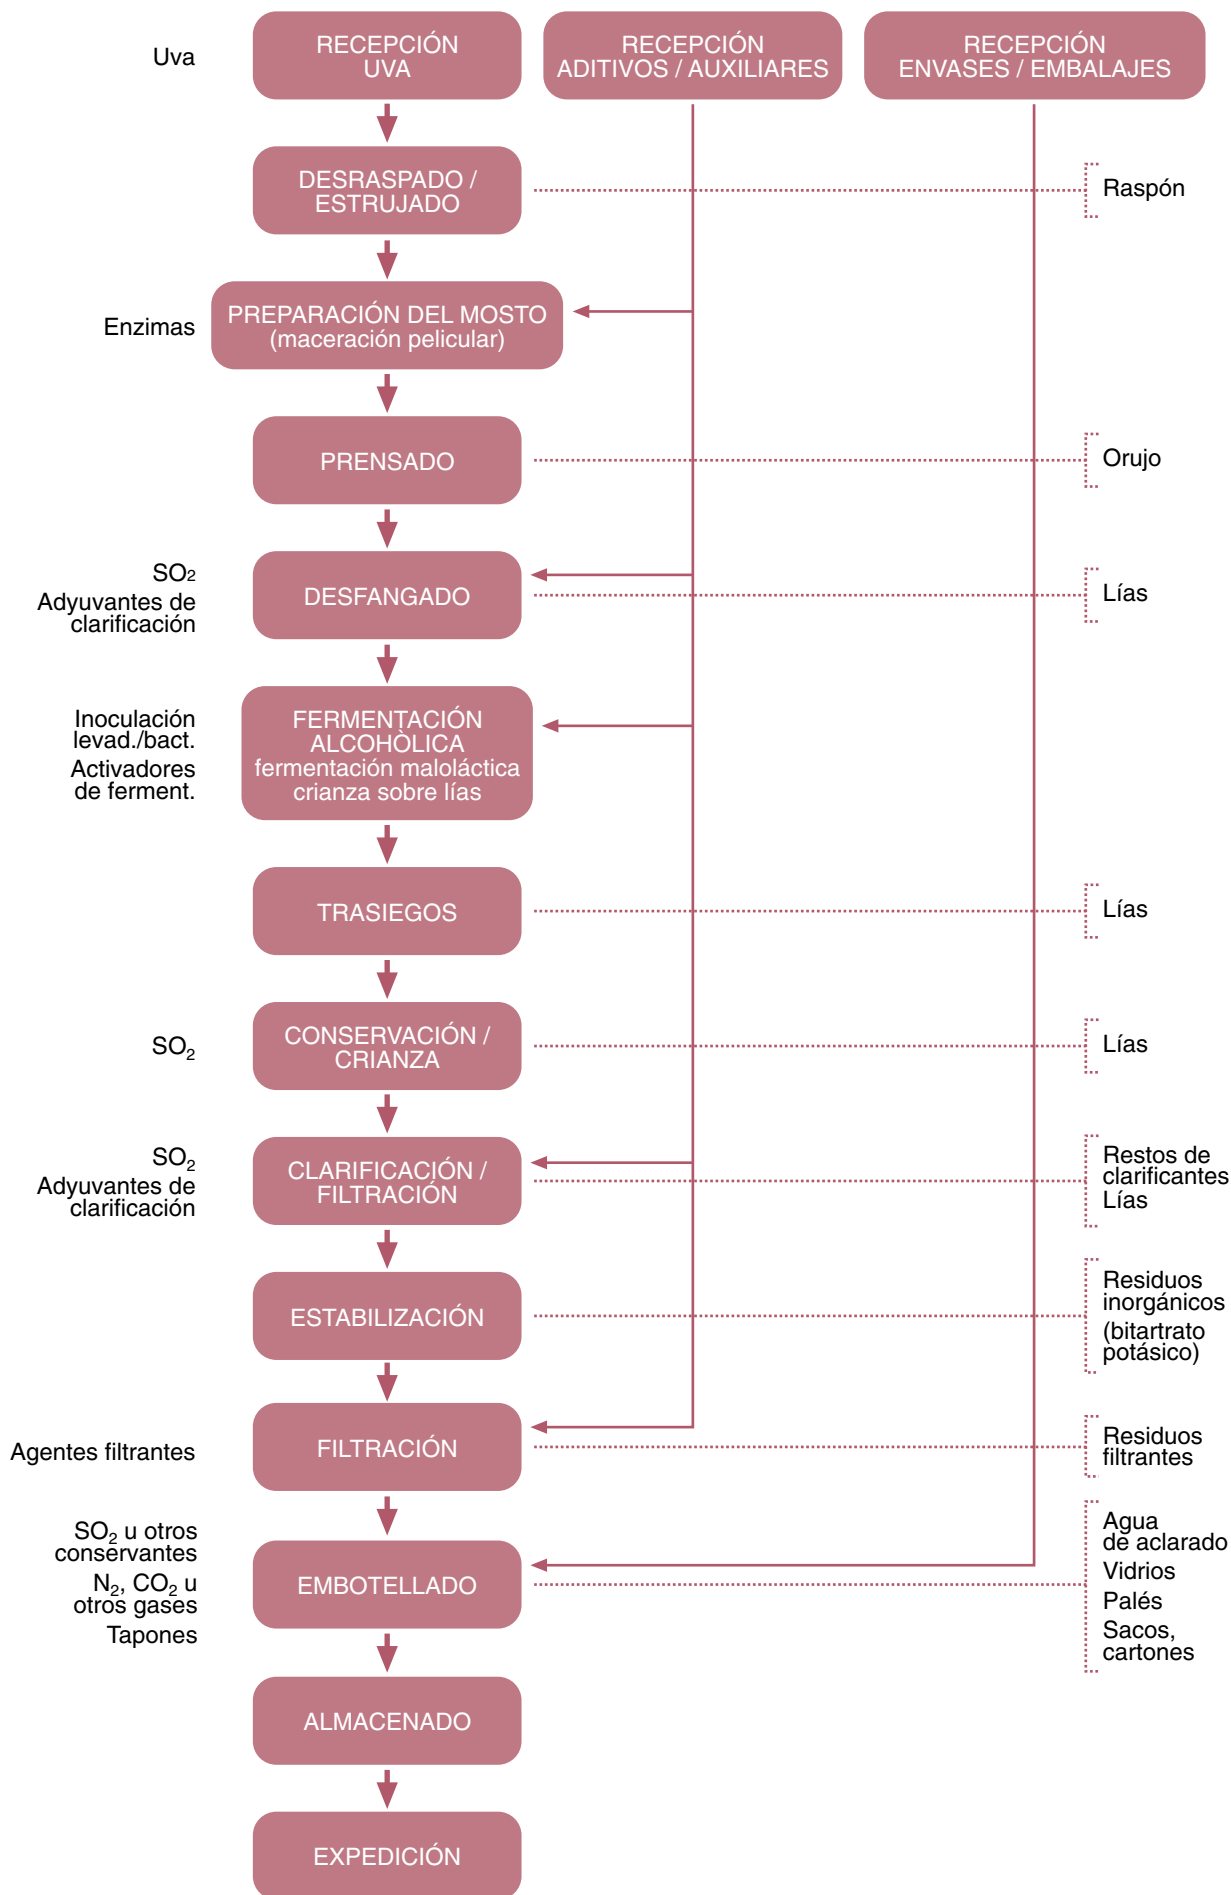 Uva
RECEPCIÓN
UVA
RECEPCIÓN
ADITIVOS / AUXILIARES
RECEPCIÓN
ENVASES / EMBALAJES
DESRASPADO /
ESTRUJADO
Raspón
Enzimas
PREPARACIÓN DEL MOSTO
(maceración pelicular)
PRENSADO
Orujo
SO₂
Adyuvantes de
clarificación
DESFANGADO
Lías
Inoculación
levad./bact.
Activadores
de ferment.
FERMENTACIÓN
ALCOHÒLICA
fermentación maloláctica
crianza sobre lías
TRASIEGOS
Lías
SO₂
CONSERVACIÓN /
CRIANZA
Lías
SO₂
Adyuvantes de
clarificación
CLARIFICACIÓN /
FILTRACIÓN
Restos de
clarificantes
Lías
ESTABILIZACIÓN
Residuos
inorgánicos
(bitartrato
potásico)
Agentes filtrantes
FILTRACIÓN
Residuos
filtrantes
SO₂ u otros
conservantes
N₂, CO₂ u
otros gases
Tapones
EMBOTELLADO
Agua
de aclarado
Vidrios
Palés
Sacos,
cartones
ALMACENADO
EXPEDICIÓN